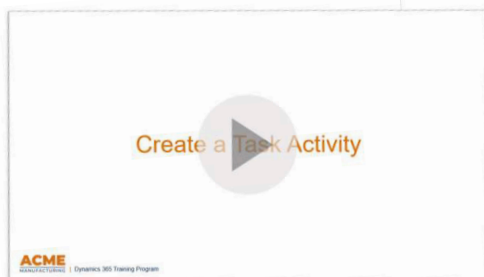 Create a Task Activity
ACME
MANUFACTURING | Dynamics 365 Training Program